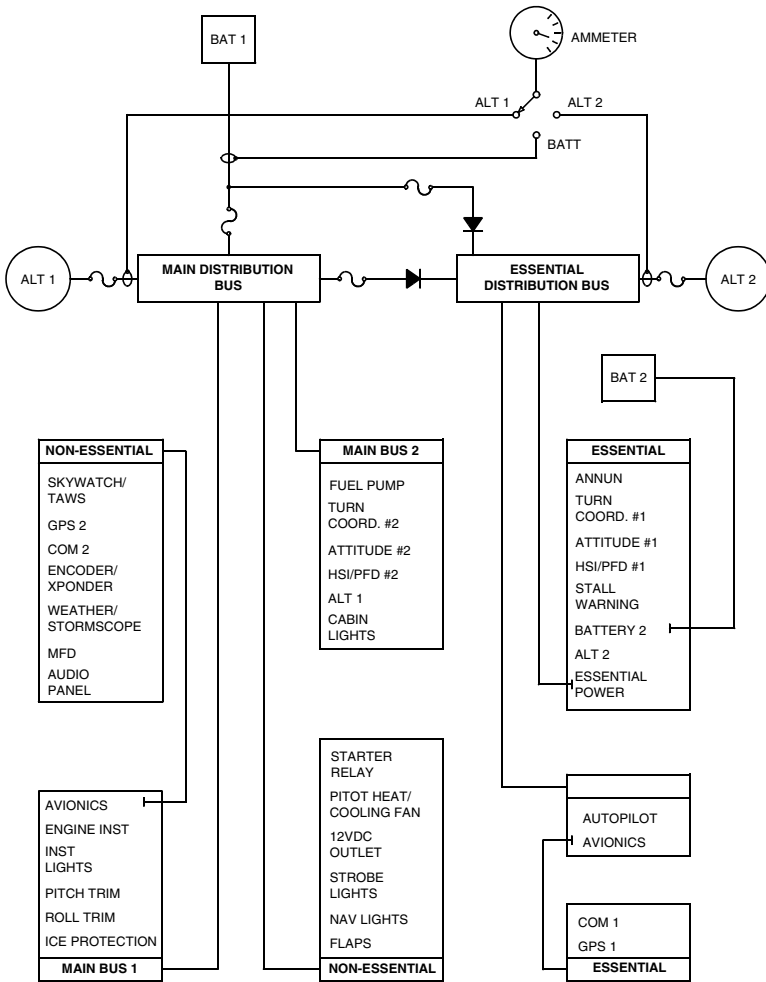 BAT 1
AMMETER
ALT 1
ALT 2
BATT
ALT 1
MAIN DISTRIBUTION
BUS
ESSENTIAL
DISTRIBUTION BUS
ALT 2
BAT 2
NON-ESSENTIAL
SKYWATCH/
TAWS
GPS 2
COM 2
ENCODER/
XPONDER
WEATHER/
STORMSCOPE
MFD
AUDIO
PANEL
MAIN BUS 2
FUEL PUMP
TURN
COORD. #2
ATTITUDE #2
HSI/PFD #2
ALT 1
CABIN
LIGHTS
ESSENTIAL
ANNUN
TURN
COORD. #1
ATTITUDE #1
HSI/PFD #1
STALL
WARNING
BATTERY 2
ALT 2
ESSENTIAL
POWER
AVIONICS
ENGINE INST
INST
LIGHTS
PITCH TRIM
ROLL TRIM
ICE PROTECTION
MAIN BUS 1
STARTER
RELAY
PITOT HEAT/
COOLING FAN
12VDC
OUTLET
STROBE
LIGHTS
NAV LIGHTS
FLAPS
NON-ESSENTIAL
AUTOPILOT
AVIONICS
COM 1
GPS 1
ESSENTIAL